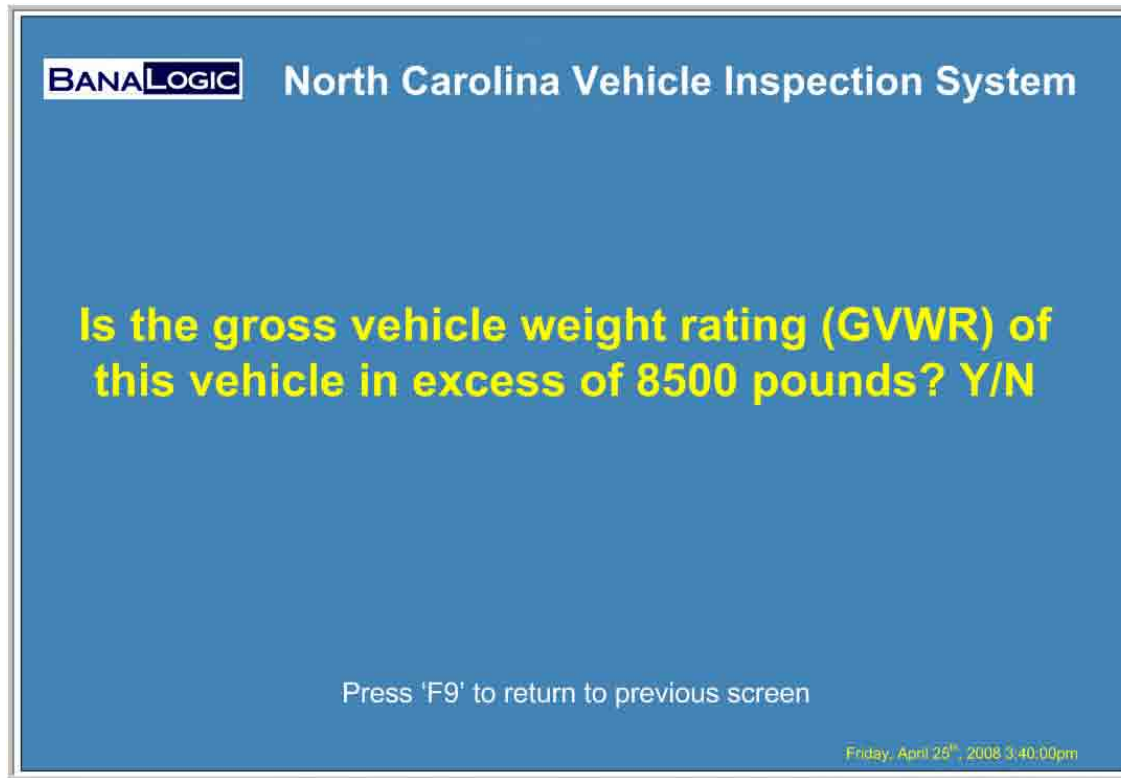 BANALOGIC North Carolina Vehicle Inspection System
Is the gross vehicle weight rating (GVWR) of
this vehicle in excess of 8500 pounds? Y/N
Press ‘F9’ to return to previous screen
Friday, April 25th, 2008 3:40:00pm